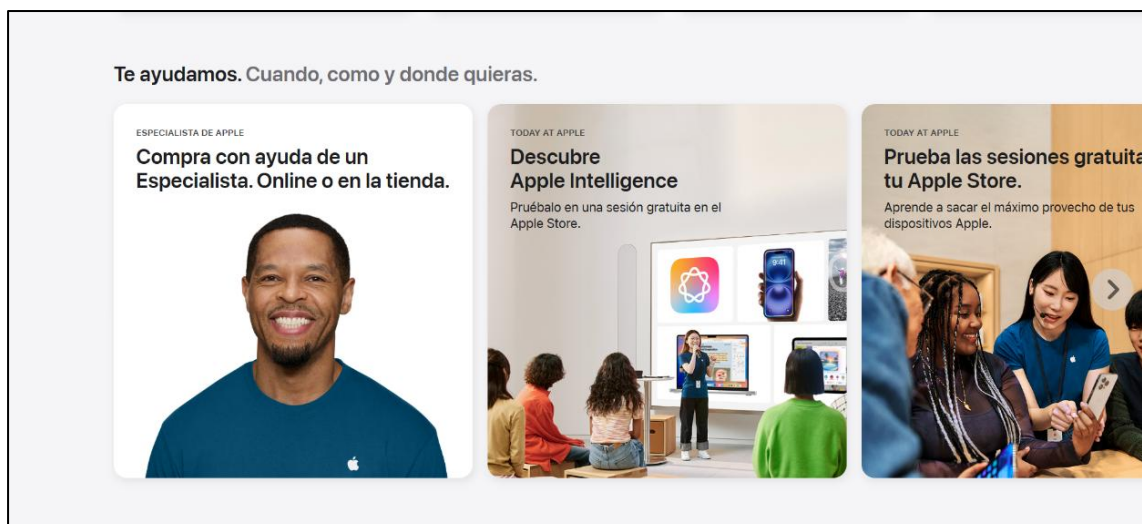 Te ayudamos. Cuando, como y donde quieras.
ESPECIALISTA DE APPLE
Compra con ayuda de un
Especialista. Online o en la tienda.
TODAY AT APPLE
Descubre
Apple Intelligence
Pruébalo en una sesión gratuita en el
Apple Store.
9:41
TODAY AT APPLE
Prueba las sesiones gratuita
tu Apple Store.
Aprende a sacar el máximo provecho de tus
dispositivos Apple.